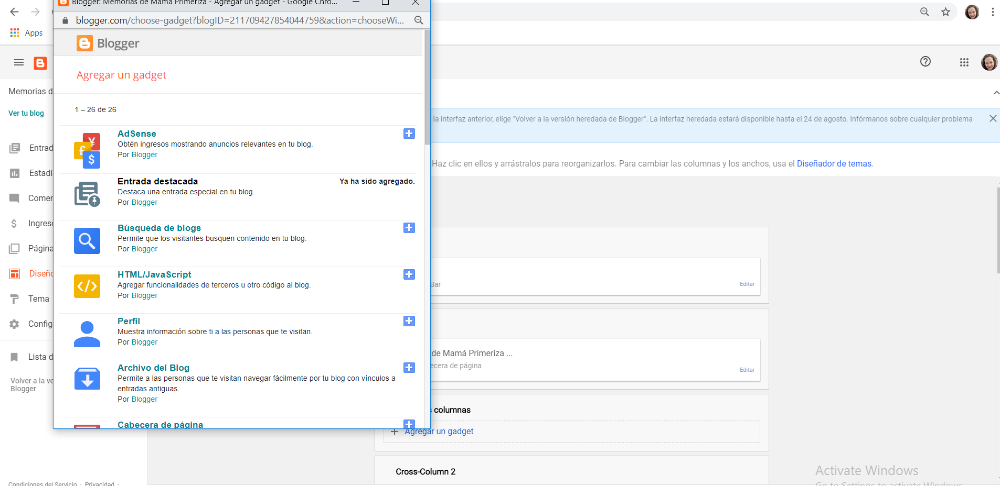 Blogger: Memorias de Mamá Primeriza - Agregar un gadget - Google Chro...
blogger.com/choose-gadget?blogID=211709427854044759&action=chooseWi...
Apps
Blogger
Agregar un gadget
1 – 26 de 26
AdSense
Obtén ingresos mostrando anuncios relevantes en tu blog.
Por Blogger
Entrada destacada
Ya ha sido agregado.
Destaca una entrada especial en tu blog.
Por Blogger
Búsqueda de blogs
Permite que los visitantes busquen contenido en tu blog.
Por Blogger
HTML/JavaScript
Agregar funcionalidades de terceros u otro código al blog.
Por Blogger
Perfil
Muestra información sobre ti a las personas que te visitan.
Por Blogger
Archivo del Blog
Permite a las personas que te visitan navegar fácilmente por tu blog con vínculos a
entradas antiguas.
Por Blogger
Cabecera de página
Memorias d
Ver tu blog
Entrad
Estadí
Comer
Ingreso
Página
Diseño
Tema
Config
Lista d
Volver a la ve
Blogger
Condiciones del Servicio · Privacidad ·
la interfaz anterior, elige "Volver a la versión heredada de Blogger". La interfaz heredada estará disponible hasta el 24 de agosto. Infórmanos sobre cualquier problema
Haz clic en ellos y arrástralos para reorganizarlos. Para cambiar las columnas y los anchos, usa el Diseñador de temas.
Bar
Editar
de Mamá Primeriza ...
ecera de página
Editar
s columnas
+ Agregar un gadget
Cross-Column 2
Activate Windows
Go to Settings to activate Windows.